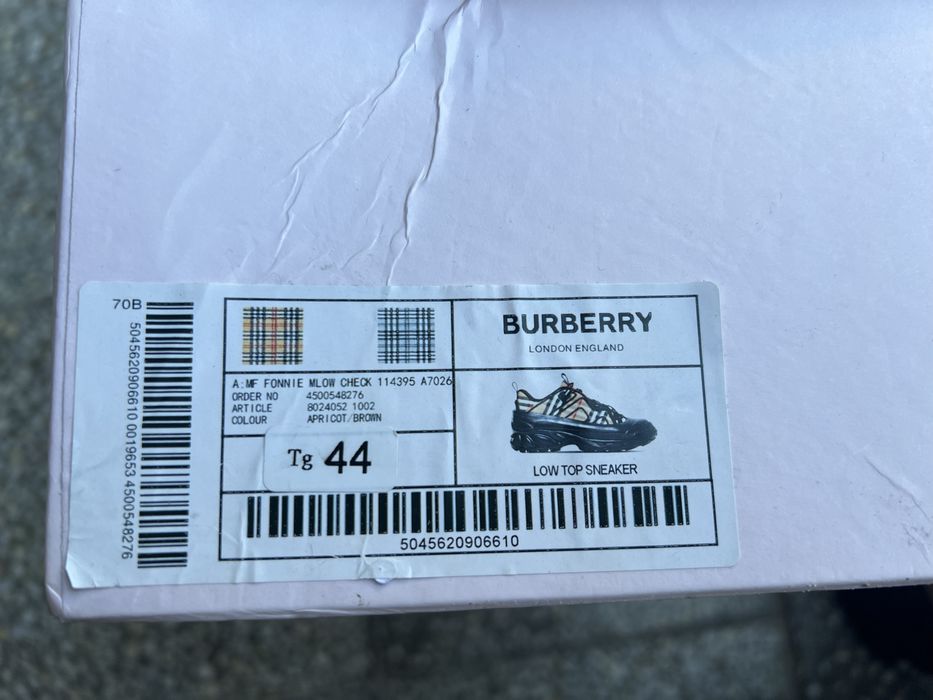 70B
5045620906610 0019653 4500548276
A:MF FONNIE MLOW CHECK 114395 A7026
ORDER NO 4500548276
ARTICLE 8024052 1002
COLOUR APRICOT/BROWN
Tg 44
BURBERRY
LONDON ENGLAND
LOW TOP SNEAKER
5045620906610